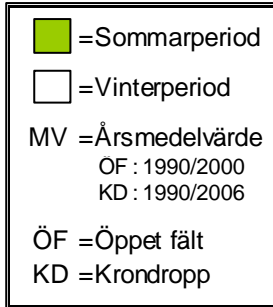 =Sommarperiod
=Vinterperiod
MV =Årsmedelvärde
ÖF : 1990/2000
KD : 1990/2006
ÖF =Öppet fält
KD =Krondropp